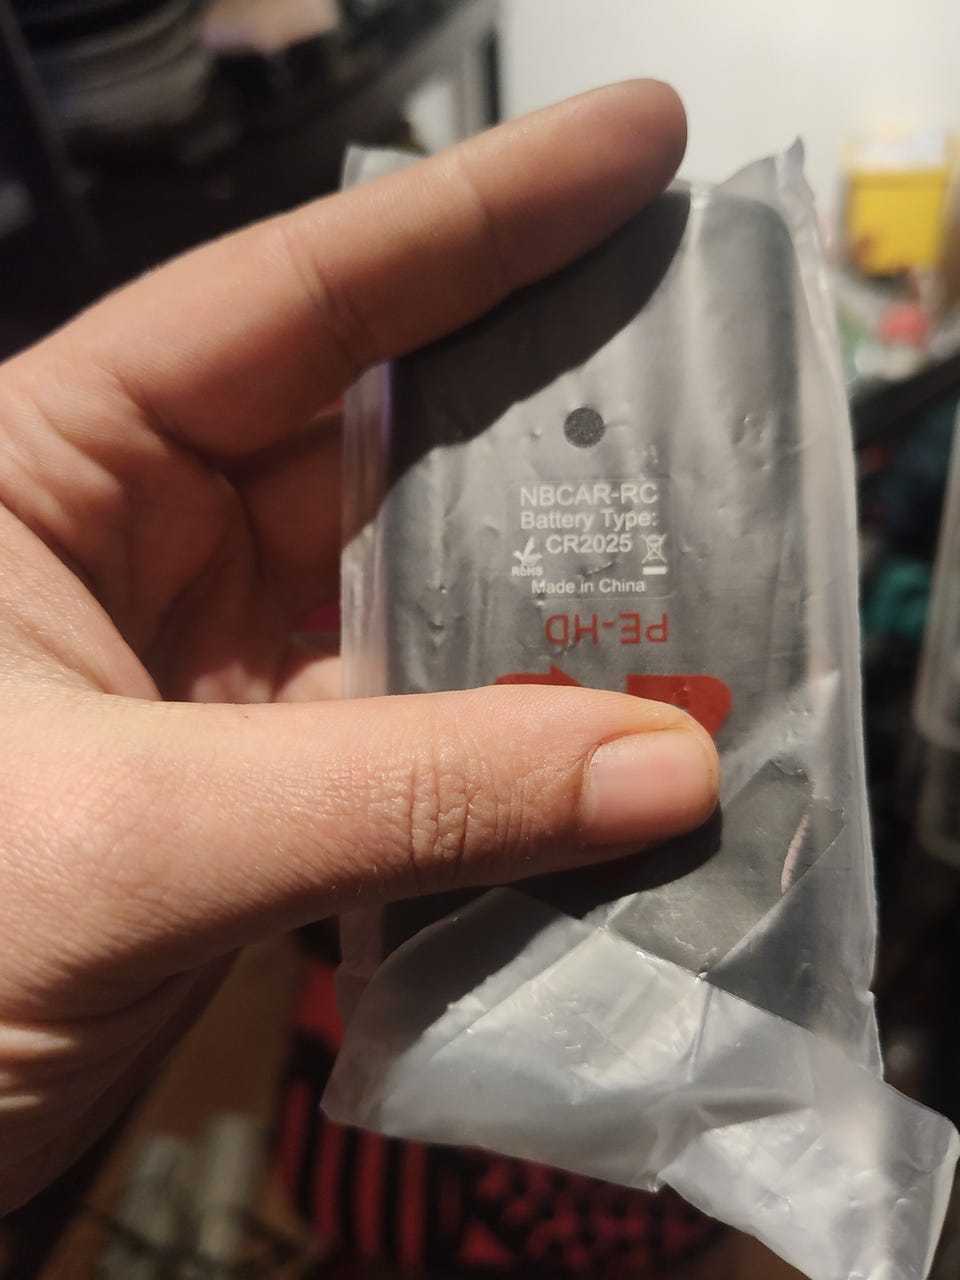 NBCAR-RC
Battery Type:
CR2025
RoHS
Made in China
PE-HD